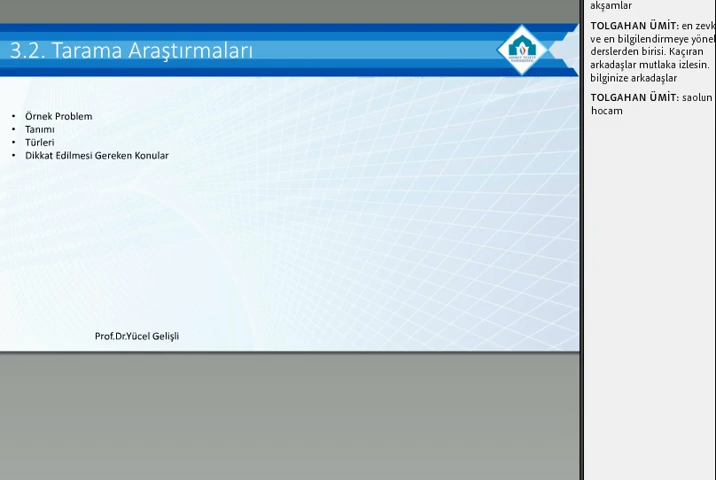 3.2. Tarama Araştırmaları
• Örnek Problem
• Tanımı
• Türleri
• Dikkat Edilmesi Gereken Konular
Prof.Dr.Yücel Gelişli
akşamlar
TOLGAHAN ÜMİT: en zevk
ve en bilgilendirmeye yönel
derslerden birisi. Kaçıran
arkadaşlar mutlaka izlesin.
bilginize arkadaşlar
TOLGAHAN ÜMİT: saolun
hocam